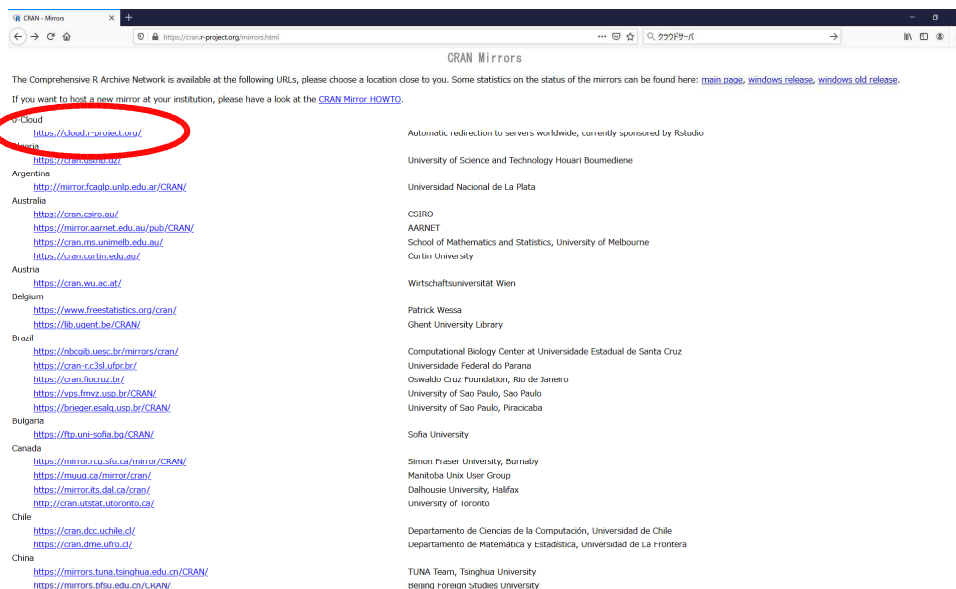 CRAN - Mirrors
https://cran.r-project.org/mirrors.html
クラウドサーバ
CRAN Mirrors
The Comprehensive R Archive Network is available at the following URLs, please choose a location close to you. Some statistics on the status of the mirrors can be found here: main page, windows release, windows old release.
If you want to host a new mirror at your institution, please have a look at the CRAN Mirror HOWTO.
0-Cloud
https://cloud.r-project.org/ Automatic redirection to servers worldwide, currently sponsored by Rstudio
Algeria
https://cran.usthb.dz/ University of Science and Technology Houari Boumediene
Argentina
http://mirror.fcaglp.unlp.edu.ar/CRAN/ Universidad Nacional de La Plata
Australia
https://cran.csiro.au/ CSIRO
https://mirror.aarnet.edu.au/pub/CRAN/ AARNET
https://cran.ms.unimelb.edu.au/ School of Mathematics and Statistics, University of Melbourne
https://cran.curtin.edu.au/ Curtin University
Austria
https://cran.wu.ac.at/ Wirtschaftsuniversität Wien
Belgium
https://www.freestatistics.org/cran/ Patrick Wessa
https://lib.ugent.be/CRAN/ Ghent University Library
Brazil
https://nbcgib.uesc.br/mirrors/cran/ Computational Biology Center at Universidade Estadual de Santa Cruz
https://cran-r.c3sl.ufpr.br/ Universidade Federal do Parana
https://cran.fiocruz.br/ Oswaldo Cruz Foundation, Rio de Janeiro
https://vps.fmvz.usp.br/CRAN/ University of Sao Paulo, Sao Paulo
https://brieger.esalq.usp.br/CRAN/ University of Sao Paulo, Piracicaba
Bulgaria
https://ftp.uni-sofia.bg/CRAN/ Sofia University
Canada
https://mirror.rcg.sfu.ca/mirror/CRAN/ Simon Fraser University, Burnaby
https://muug.ca/mirror/cran/ Manitoba Unix User Group
https://mirror.its.dal.ca/cran/ Dalhousie University, Halifax
http://cran.utstat.utoronto.ca/ University of Toronto
Chile
https://cran.dcc.uchile.cl/ Departamento de Ciencias de la Computación, Universidad de Chile
https://cran.dme.ufro.cl/ Departamento de Matemática y Estadística, Universidad de La Frontera
China
https://mirrors.tuna.tsinghua.edu.cn/CRAN/ TUNA Team, Tsinghua University
https://mirrors.bfsu.edu.cn/CRAN/ Beijing Foreign Studies University